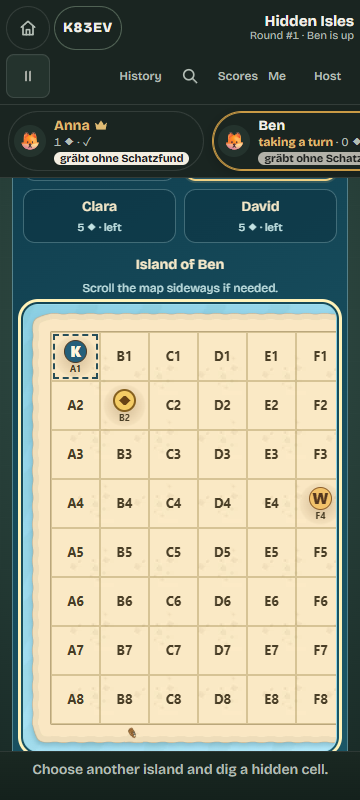 K83EV
Hidden Isles
Round #1 · Ben is up
History
Scores
Me
Host
Anna
1 ◆ · ✓
gräbt ohne Schatzfund
Ben
taking a turn · 0 ◆
gräbt ohne Schatzfund
Clara
5 ◆ · left
David
5 ◆ · left
Island of Ben
Scroll the map sideways if needed.
K
A1 B1 C1 D1 E1 F1
A2 B2 C2 D2 E2 F2
A3 B3 C3 D3 E3 F3
W
A4 B4 C4 D4 E4 F4
A5 B5 C5 D5 E5 F5
A6 B6 C6 D6 E6 F6
A7 B7 C7 D7 E7 F7
A8 B8 C8 D8 E8 F8
Choose another island and dig a hidden cell.